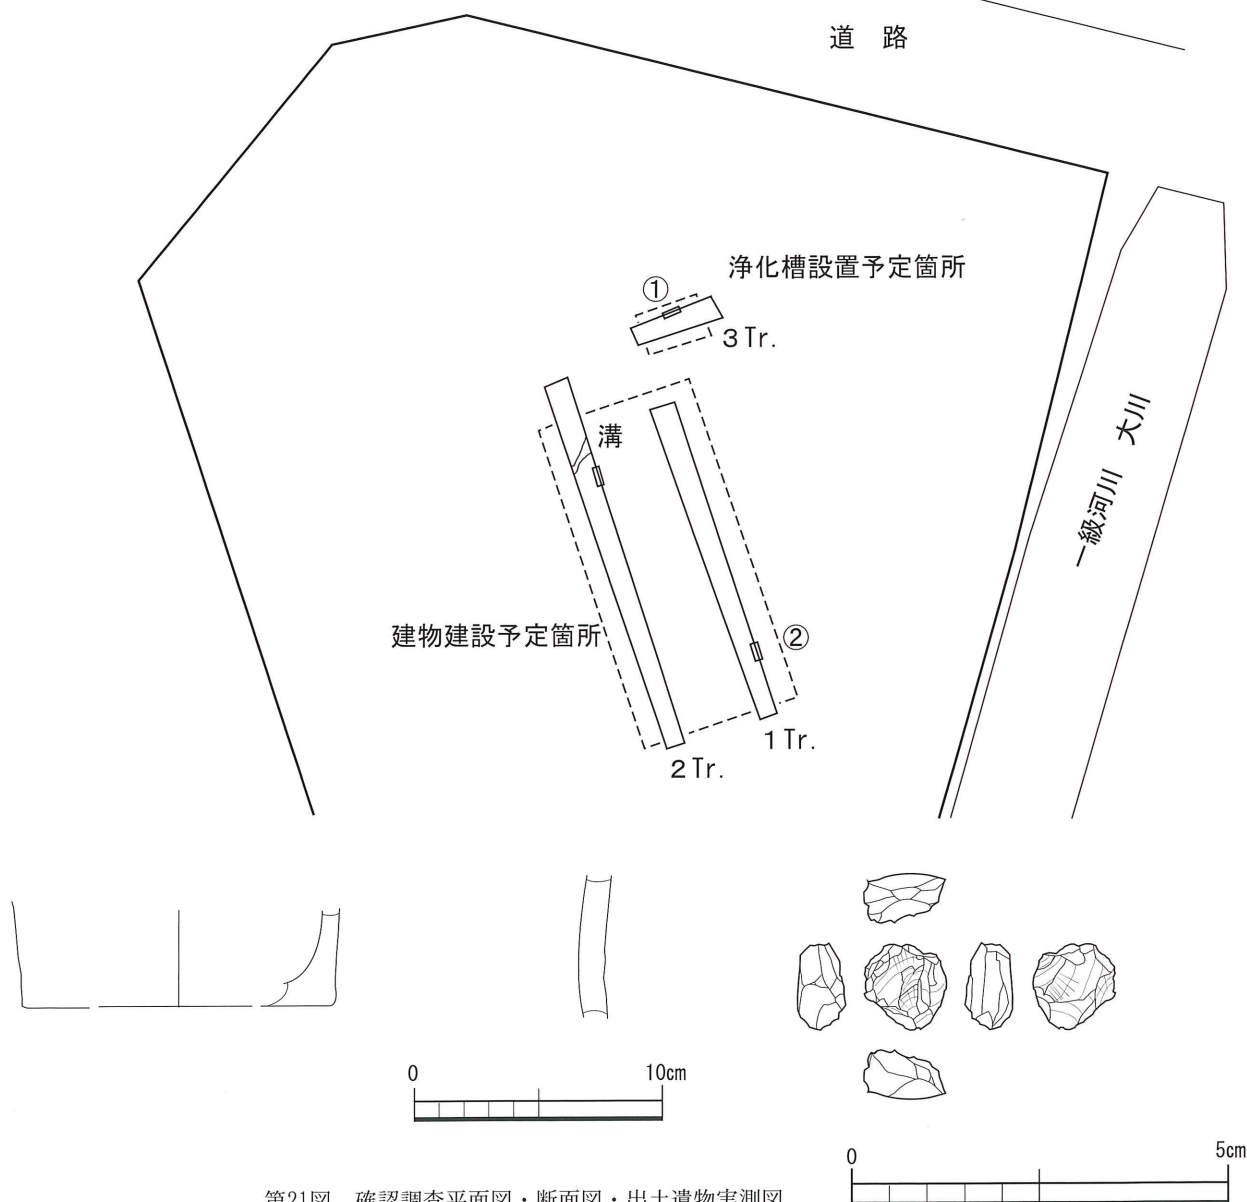 道　路
浄化槽設置予定箇所
①
3 Tr.
溝
一級河川　大川
建物建設予定箇所
②
1 Tr.
2 Tr.
0 10cm
0 5cm
第21図　確認調査平面図・断面図・出土遺物実測図